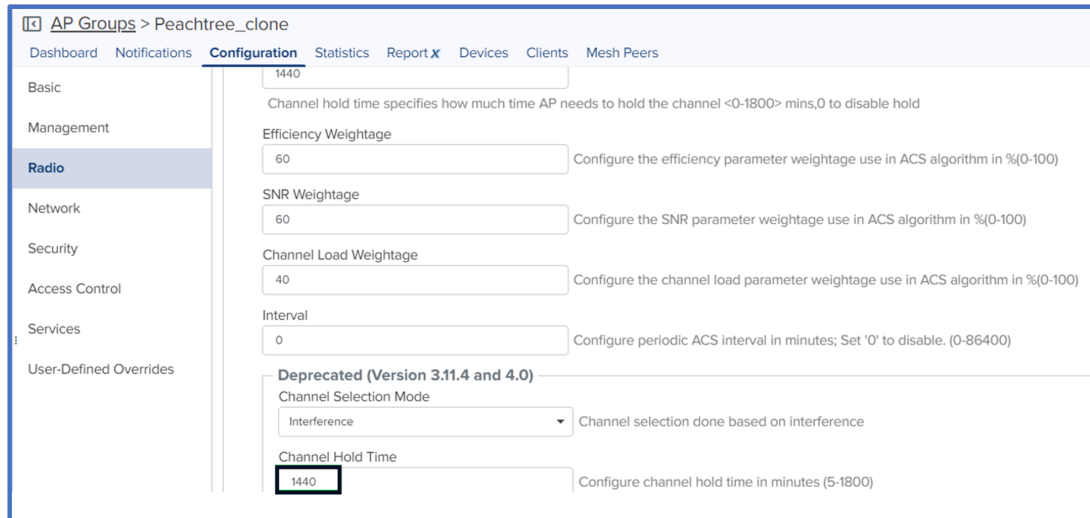 AP Groups > Peachtree_clone
Dashboard Notifications Configuration Statistics Report X Devices Clients Mesh Peers
Basic
Management
Radio
Network
Security
Access Control
Services
User-Defined Overrides
1440
Channel hold time specifies how much time AP needs to hold the channel <0-1800> mins,0 to disable hold
Efficiency Weightage
60 Configure the efficiency parameter weightage use in ACS algorithm in %(0-100)
SNR Weightage
60 Configure the SNR parameter weightage use in ACS algorithm in %(0-100)
Channel Load Weightage
40 Configure the channel load parameter weightage use in ACS algorithm in %(0-100)
Interval
0 Configure periodic ACS interval in minutes; Set '0' to disable. (0-86400)
Deprecated (Version 3.11.4 and 4.0)
Channel Selection Mode
Interference Channel selection done based on interference
Channel Hold Time
1440 Configure channel hold time in minutes (5-1800)